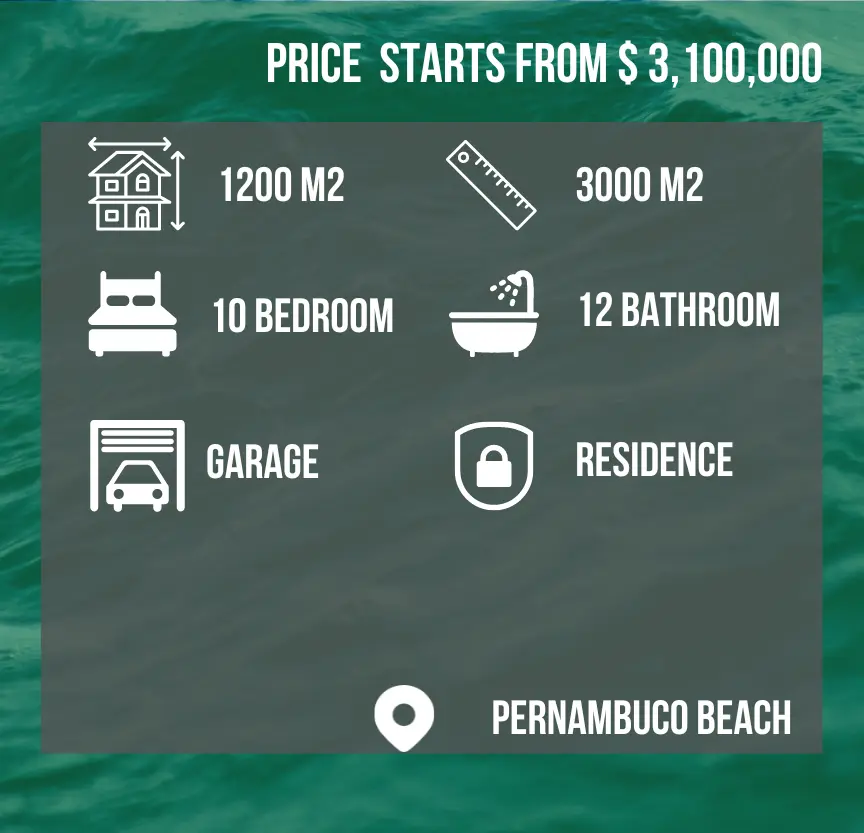 PRICE STARTS FROM $ 3,100,000
1200 M2
3000 M2
10 BEDROOM
12 BATHROOM
GARAGE
RESIDENCE
PERNAMBUCO BEACH